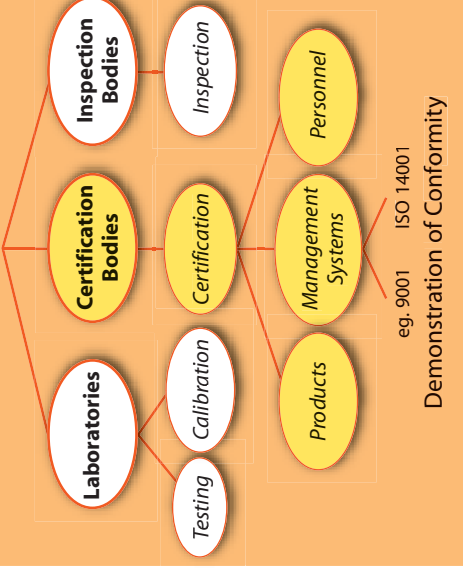 Laboratories
Certification
Bodies
Inspection
Bodies
Testing
Calibration
Certification
Inspection
Products
Management
Systems
Personnel
eg. 9001
ISO 14001
Demonstration of Conformity